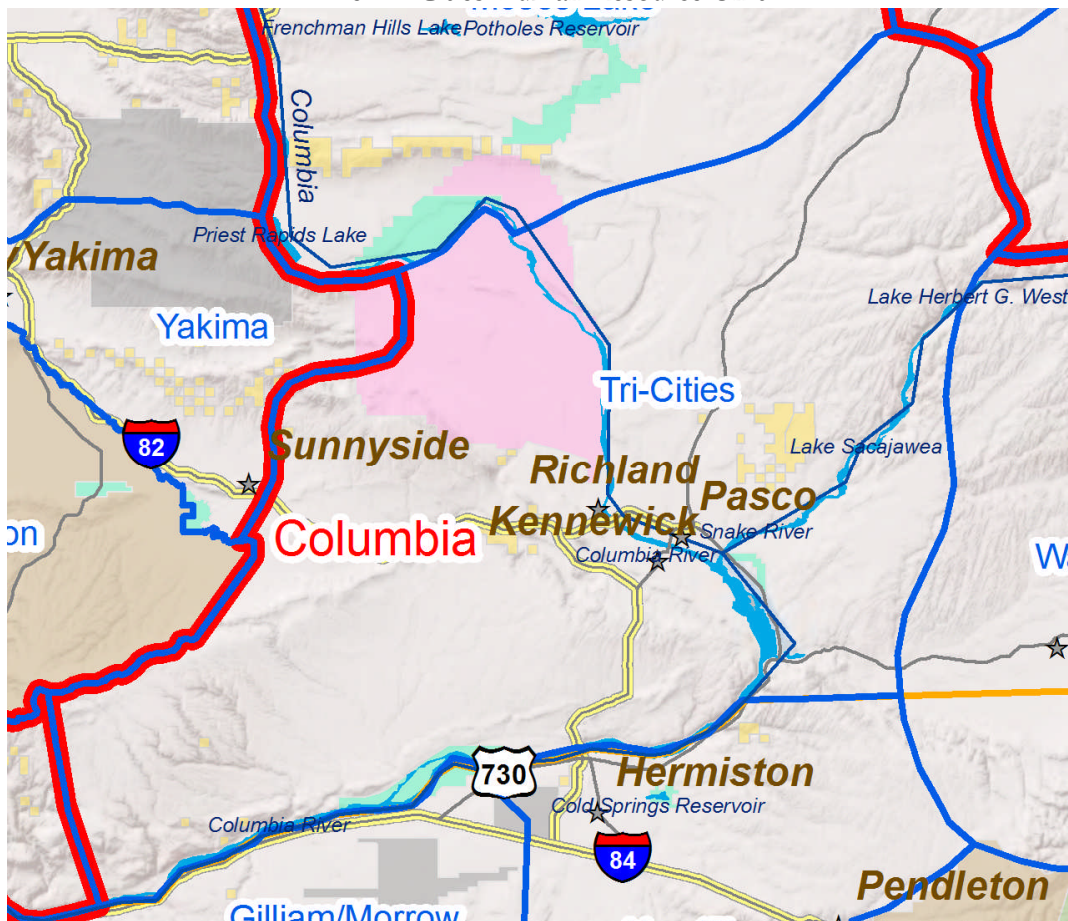 Frenchman Hills Lake
Potholes Reservoir
Columbia
Priest Rapids Lake
Yakima
Lake Herbert G. West
Yakima
Tri-Cities
82
Sunnyside
Lake Sacajawea
Richland
Pasco
Kennewick
Snake River
Columbia
Columbia River
730
Hermiston
Cold Springs Reservoir
Columbia River
84
Pendleton
Gilliam/Morrow